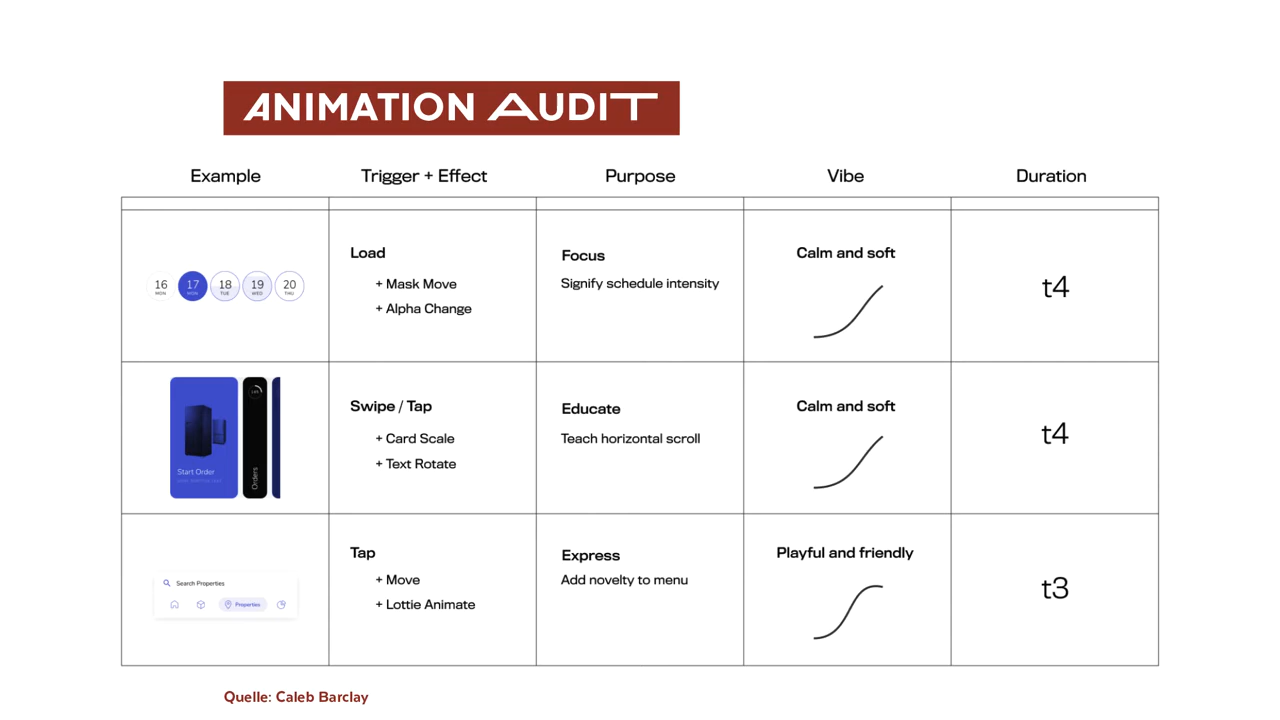 ANIMATION AUDIT
Example Trigger + Effect Purpose Vibe Duration
16 17 18 19 20
MON MON TUE WED THU
Load
+ Mask Move
+ Alpha Change
Focus
Signify schedule intensity
Calm and soft
t4
Start Order
Orders
Swipe / Tap
+ Card Scale
+ Text Rotate
Educate
Teach horizontal scroll
Calm and soft
t4
Search Properties
Properties
Tap
+ Move
+ Lottie Animate
Express
Add novelty to menu
Playful and friendly
t3
Quelle: Caleb Barclay